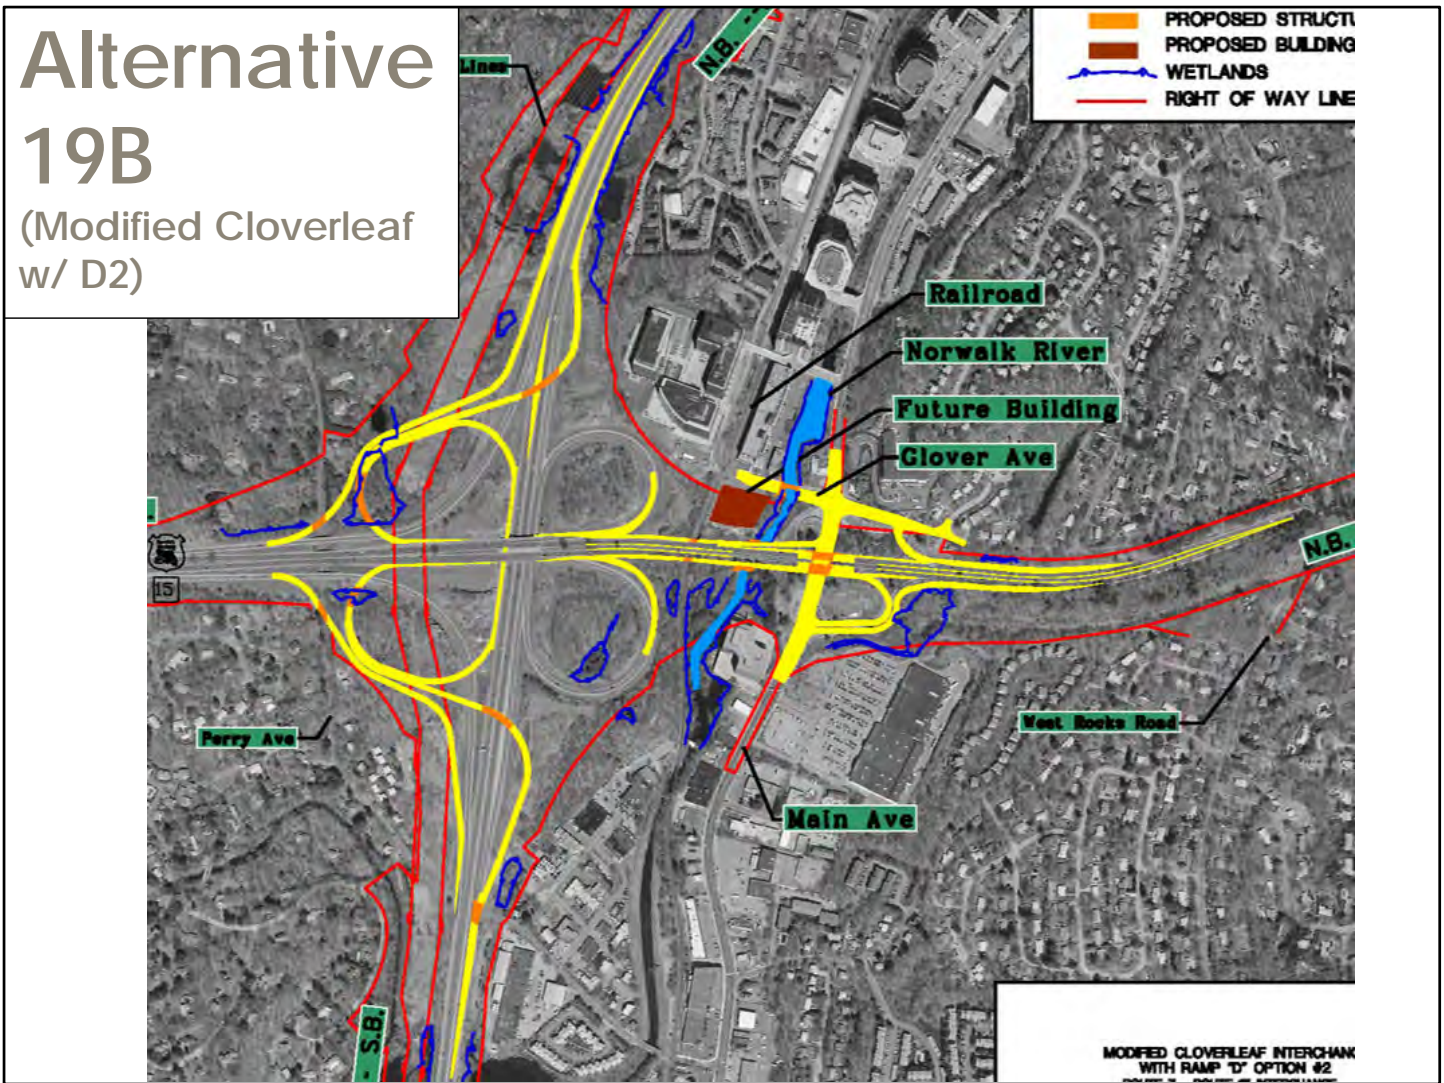 Alternative
19B
(Modified Cloverleaf
w/ D2)
Lines
N.B.
PROPOSED STRUCTU
PROPOSED BUILDING
WETLANDS
RIGHT OF WAY LINE
Railroad
Norwalk River
Future Building
Glover Ave
15
N.B.
Perry Ave
West Rocks Road
Main Ave
- S.B.
MODIFIED CLOVERLEAF INTERCHANG
WITH RAMP "D" OPTION #2